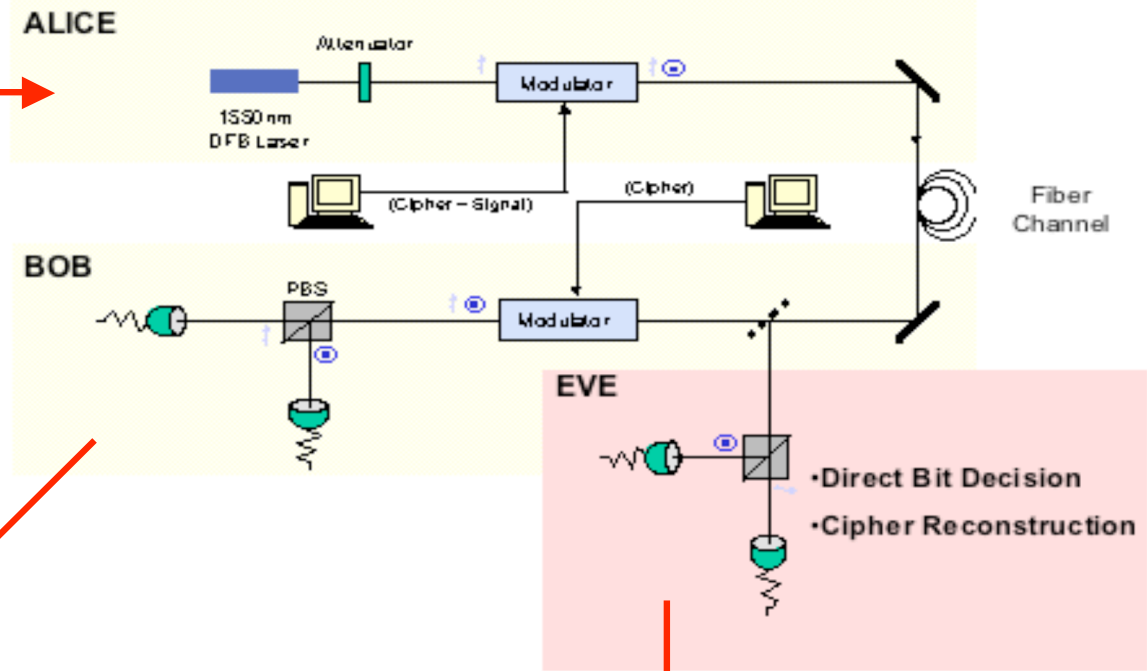 ALICE
Attenuator
Modulator
1550 nm
DFB Laser
(Cipher – Signal)
(Cipher)
Fiber
Channel
BOB
PBS
Modulator
EVE
•Direct Bit Decision
•Cipher Reconstruction